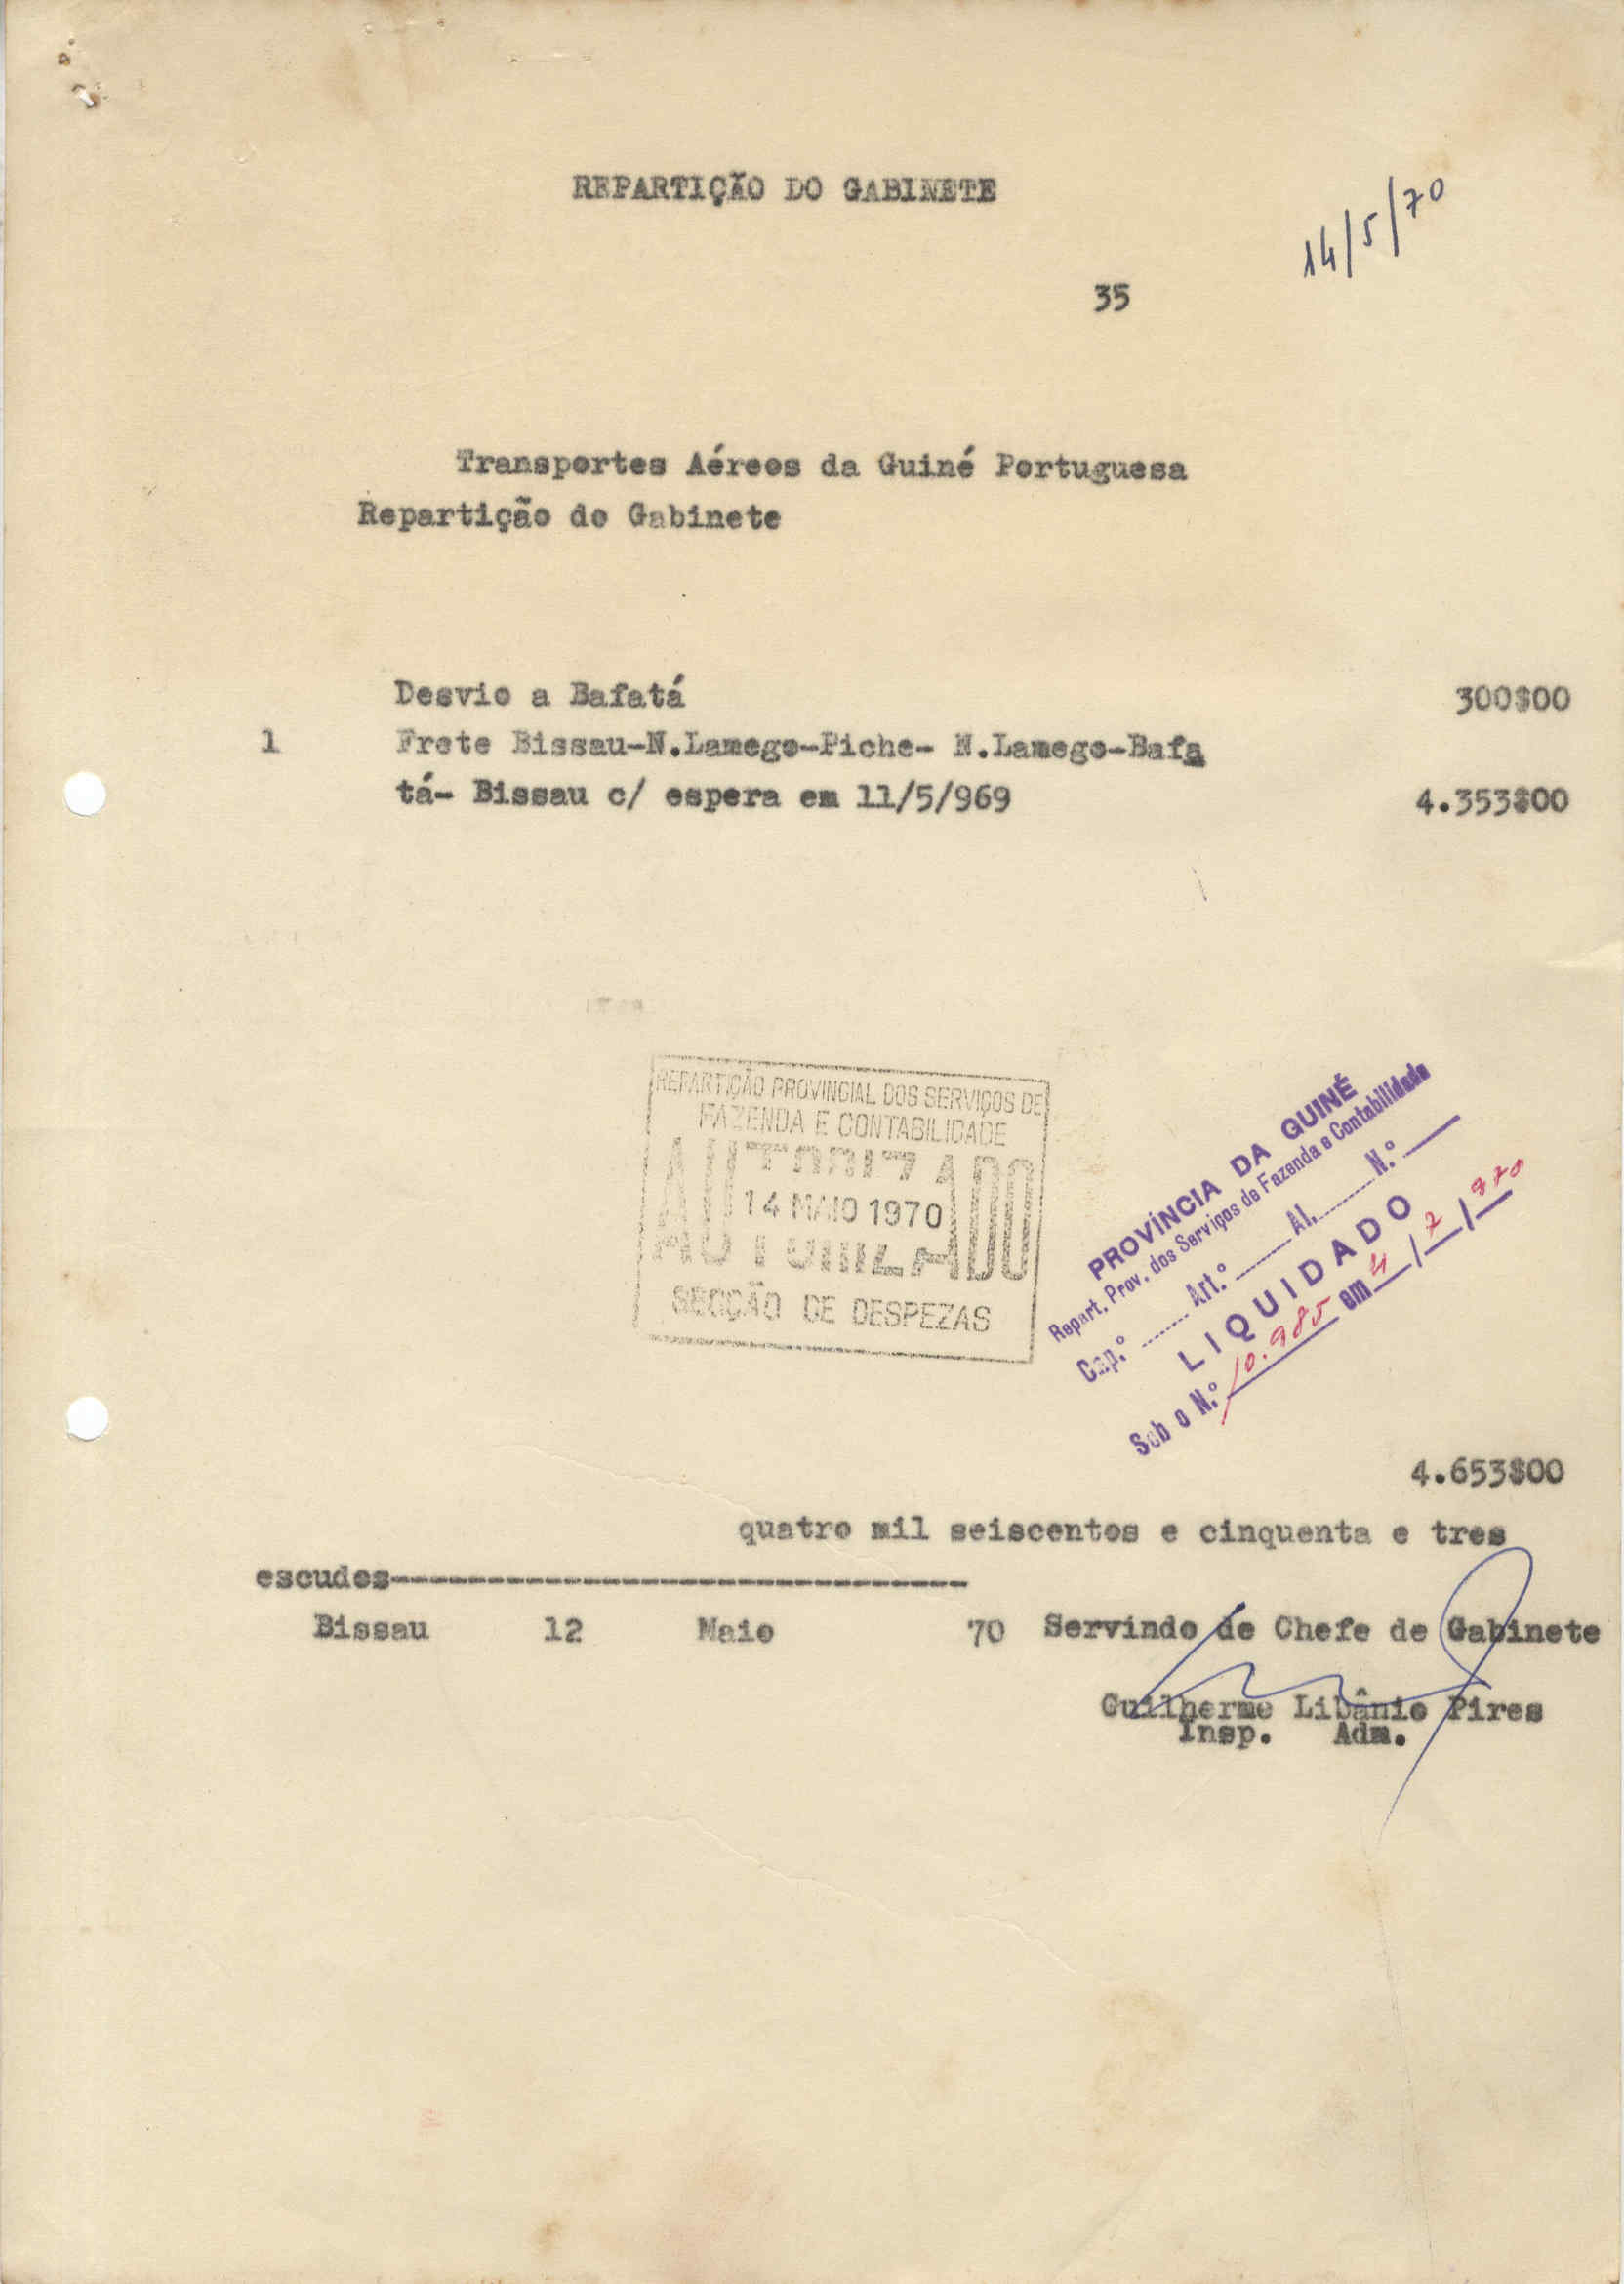 REPARTIÇÃO DO GABINETE
14/5/70
35
Transportes Aéreos da Guiné Portuguesa
Repartição do Gabinete
Desvio a Bafatá 300$00
1 Frete Bissau-N.Lamego-Piche- N.Lamego-Bafa
tá- Bissau c/ espera em 11/5/969 4.353$00
REPARTIÇÃO PROVINCIAL DOS SERVIÇOS DE
FAZENDA E CONTABILIDADE
AUTORIZADO
14 MAIO 1970
AUTORIZADO
SECÇÃO DE DESPEZAS
PROVÍNCIA DA GUINÉ
Repart. Prov. dos Serviços de Fazenda e Contabilidade
Cap.º Art.º Al. N.º
LIQUIDADO
Sob o N.º 10.985 em 4/7/970
4.653$00
quatro mil seiscentos e cinquenta e tres
escudos----------------------------------
Bissau 12 Maio 70 Servindo de Chefe de Gabinete
Guilherme Libânio Pires
Insp. Adm.